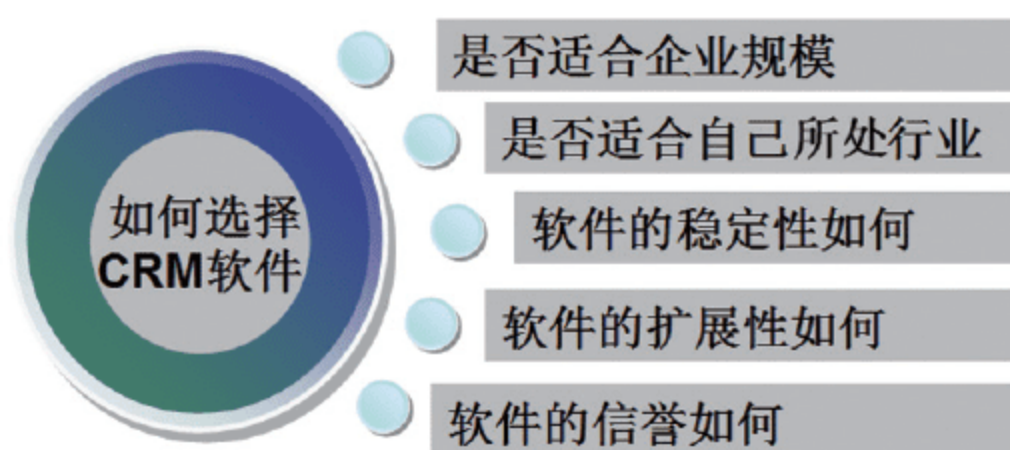 如何选择
CRM软件
是否适合企业规模
是否适合自己所处行业
软件的稳定性如何
软件的扩展性如何
软件的信誉如何